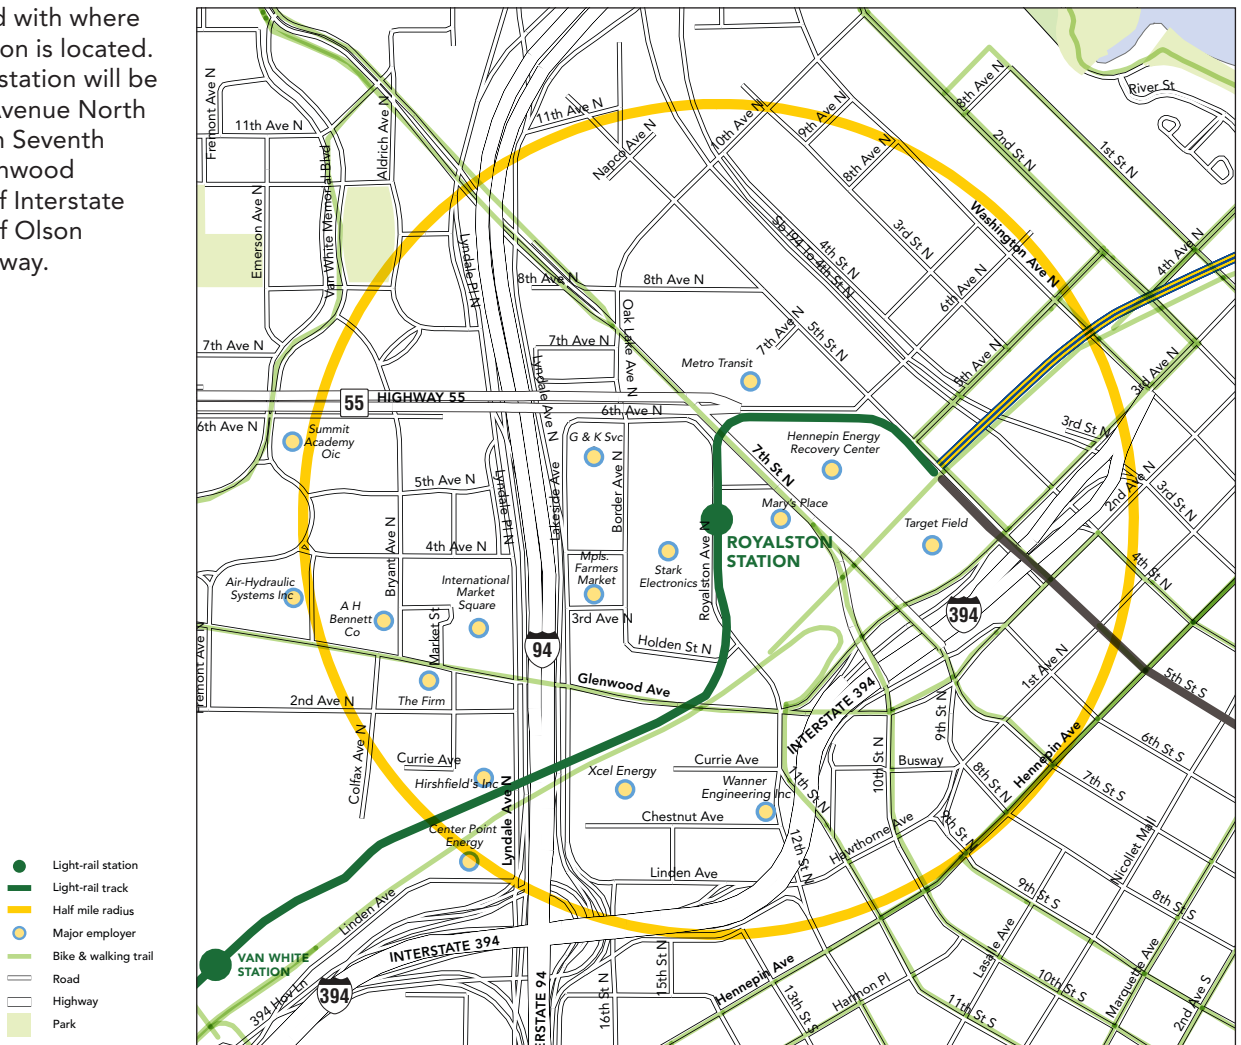 d with where
ion is located.
station will be
Avenue North
n Seventh
nwood
f Interstate
f Olson
way.
Light-rail station
Light-rail track
Half mile radius
Major employer
Bike & walking trail
Road
Highway
Park
Fremont Ave N
11th Ave N
Aldrich Ave N
Van White Memorial Blvd
Emerson Ave N
7th Ave N
6th Ave N
55
HIGHWAY 55
Lyndale Pl N
11th Ave N
Napco Ave N
10th Ave N
9th Ave N
8th Ave N
8th Ave N
River St
2nd St N
1st St N
Washington Ave N
3rd St N
4th St N
Sb I94 To 4th St N
6th Ave N
4th Ave N
8th Ave N
8th Ave N
Oak Lake Ave N
7th Ave N
7th Ave N
5th St N
5th Ave N
3rd Ave N
Metro Transit
Lyndale Ave N
6th Ave N
3rd St N
Summit
Academy
Oic
G & K Svc
Hennepin Energy
Recovery Center
7th St N
5th Ave N
Lyndale Pl N
Lakeside Ave
Border Ave N
Mary's Place
Target Field
2nd Ave N
3rd St N
ROYALSTON
STATION
Royalston Ave N
4th Ave N
Bryant Ave N
Mpls.
Farmers
Market
Stark
Electronics
4th St N
Air-Hydraulic
Systems Inc
A H
Bennett
Co
International
Market
Square
Market St
3rd Ave N
Holden St N
94
394
Fremont Ave N
The Firm
Glenwood Ave
2nd Ave N
1st Ave N
5th St S
INTERSTATE 394
Colfax Ave N
Currie Ave
Hirshfield's Inc
Xcel Energy
Currie Ave
Wanner
Engineering Inc
11th St N
10th St N
9th St N
Busway
8th St N
Hennepin Ave
6th St S
7th St S
Chestnut Ave
Center Point
Energy
Lyndale Ave N
12th St N
Hawthorne Ave
9th St N
Nicollet Mall
Linden Ave
Linden Ave
9th St S
8th St S
VAN WHITE
STATION
INTERSTATE 394
394 Hov Ln
394
15th St N
16th St N
Hennepin Ave
13th St S
Harmon Pl
Lasalle Ave
10th St S
11th St S
Marquette Ave
2nd Ave S
ERSTATE 94